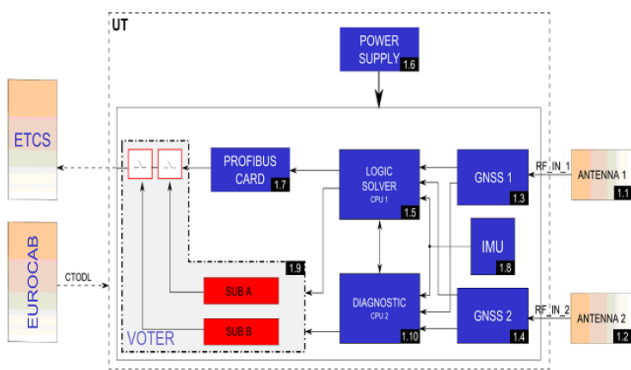 UT
POWER
SUPPLY
1.6
ETCS
PROFIBUS
CARD
1.7
LOGIC
SOLVER
CPU 1
1.5
GNSS 1
1.3
RF_IN_1
ANTENNA 1
1.1
IMU
1.8
EUROCAB
CTODL
1.9
SUB A
SUB B
VOTER
DIAGNOSTIC
CPU 2
1.10
GNSS 2
1.4
RF_IN_2
ANTENNA 2
1.2